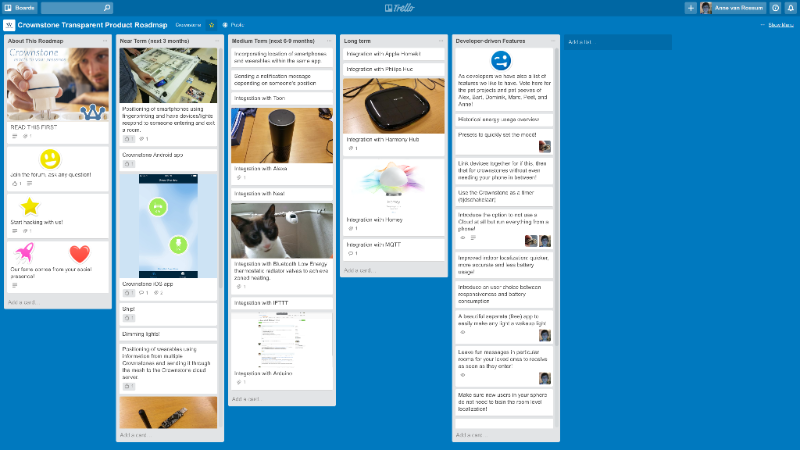 Boards
Trello
Anne van Rossum
Crownstone Transparent Product Roadmap
Crownstone
Public
Show Menu
About This Roadmap
Crownstone
READ THIS FIRST
Join the forum, ask any question!
Start hacking with us!
Our fame comes from your social
presence!
Add a card...
Near Term (next 3 months)
Positioning of smartphones using
fingerprinting and have devices/lights
respond to someone entering and exit
a room.
Crownstone Android app
Crownstone iOS app
Ship!
Dimming lights!
Positioning of wearables using
information from multiple
Crownstones and sending it through
the mesh to the Crownstone cloud
server.
Add a card...
Medium Term (next 6-9 months)
Incorporating location of smartphones
and wearables within the same app
Sending a notification message
depending on someone's position
Integration with Toon
Integration with Alexa
Integration with Nest
Integration with Bluetooth Low Energy
thermostatic radiator valves to achieve
zoned heating.
Integration with IFTTT
Integration with Arduino
Add a card...
Long term
Integration with Apple Homekit
Integration with Philips Hue
Integration with Harmony Hub
Integration with Homey
Integration with MQTT
Add a card...
Developer-driven Features
As developers we have also a list of
features we like to have. Vote here for
the pet projects and pet peeves of
Alex, Bart, Dominik, Marc, Peet, and
Anne!
Historical energy usage overview
Presets to quickly set the mood!
Link devices together for if this, then
that for crownstones without even
needing your phone in between!
Use the Crownstone as a timer
(tijdschakelaar)
Introduce the option to not use a
Cloud at all but run everything from a
phone!
Improved indoor localization: quicker,
more accurate and less battery
usage!
Introduce an user choice between
responsiveness and battery
consumption
A beautiful separate (free) app to
easily make any light a wakeup light
Leave fun messages in particular
rooms for your loved ones to receive
as soon as they enter!
Make sure new users in your sphere
do not need to train the room level
localization!
Add a card...
Add a list...